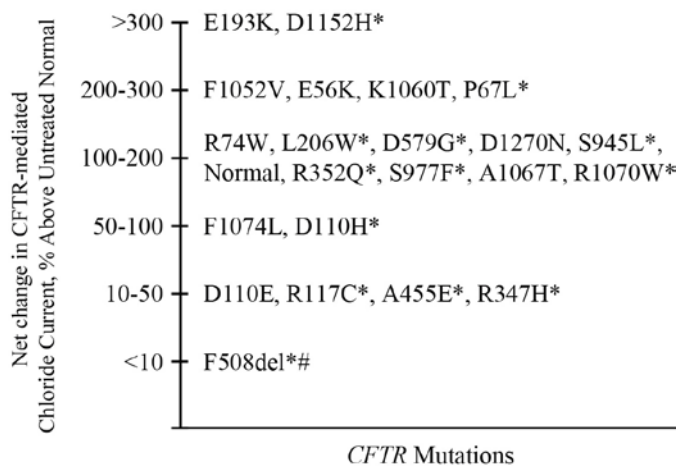 Net change in CFTR-mediated
Chloride Current, % Above Untreated Normal
>300 E193K, D1152H*
200-300 F1052V, E56K, K1060T, P67L*
R74W, L206W*, D579G*, D1270N, S945L*,
100-200
Normal, R352Q*, S977F*, A1067T, R1070W*
50-100 F1074L, D110H*
10-50 D110E, R117C*, A455E*, R347H*
<10 F508del*#
CFTR Mutations